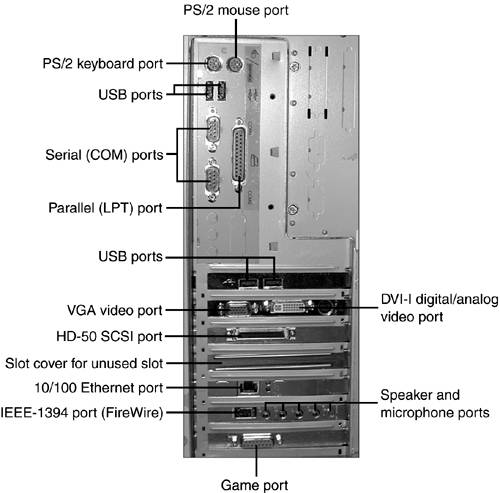 PS/2 mouse port
PS/2 keyboard port
USB ports
Serial (COM) ports
Parallel (LPT) port
USB ports
VGA video port
DVI-I digital/analog
video port
HD-50 SCSI port
Slot cover for unused slot
10/100 Ethernet port
Speaker and
microphone ports
IEEE-1394 port (FireWire)
Game port